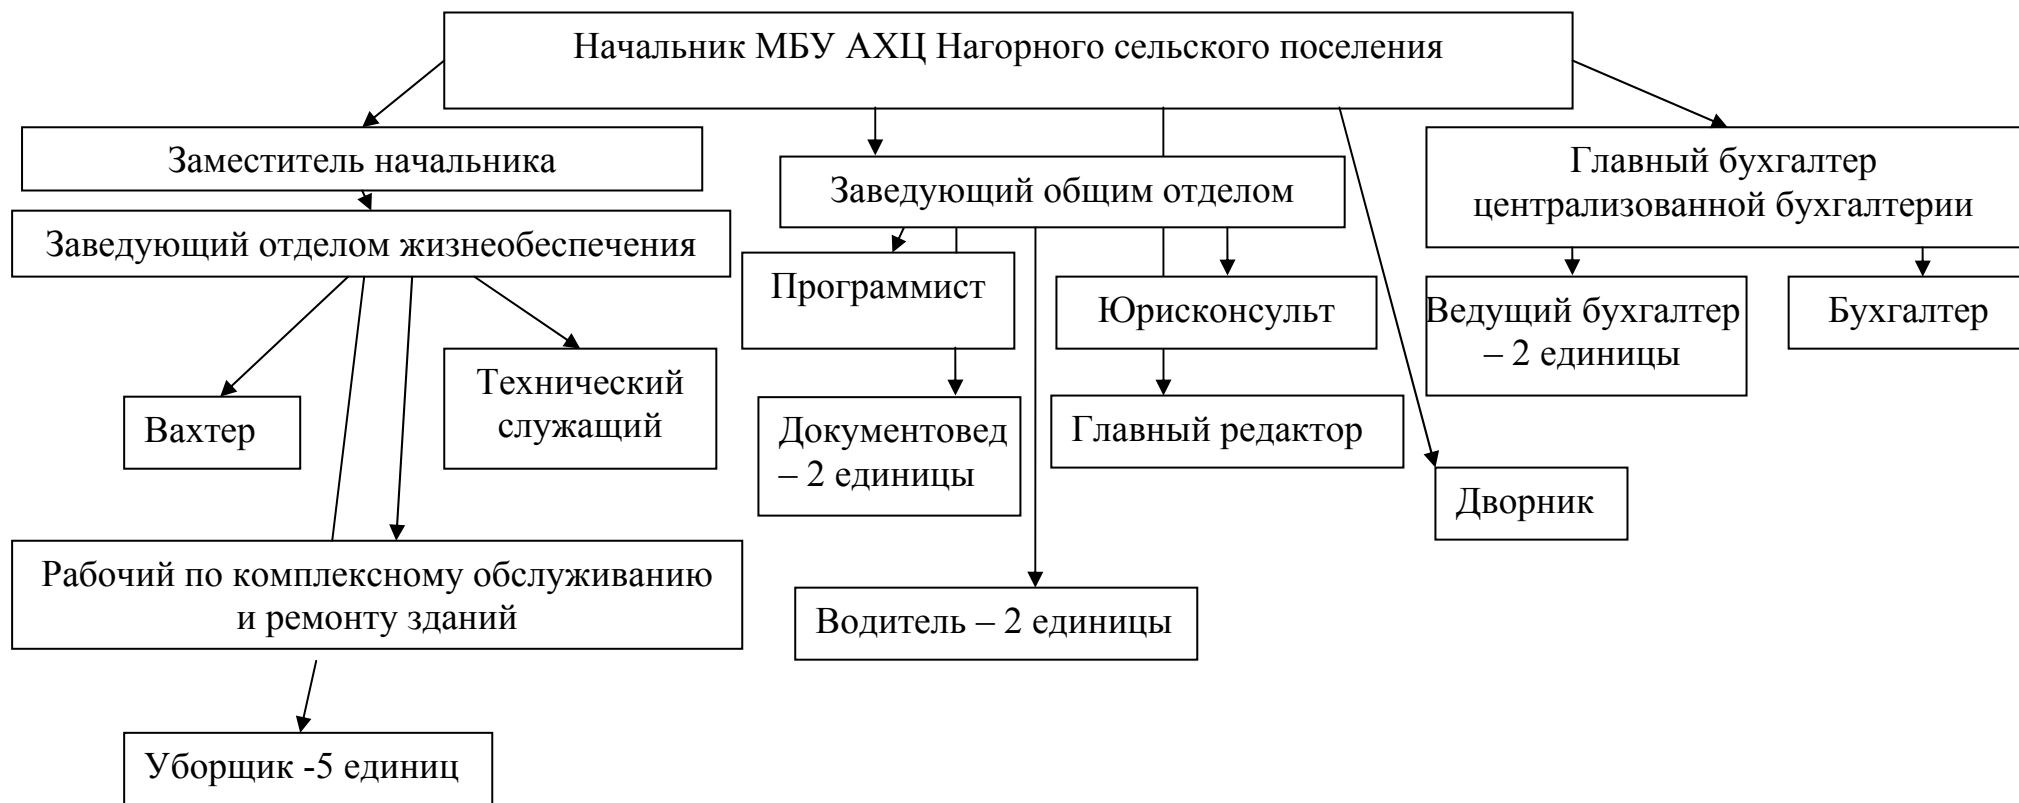 Начальник МБУ АХЦ Нагорного сельского поселения
Заместитель начальника
Заведующий общим отделом
Главный бухгалтер
централизованной бухгалтерии
Заведующий отделом жизнеобеспечения
Программист
Юрисконсульт
Ведущий бухгалтер
– 2 единицы
Бухгалтер
Технический
служащий
Вахтер
Документовед
– 2 единицы
Главный редактор
Дворник
Рабочий по комплексному обслуживанию
и ремонту зданий
Водитель – 2 единицы
Уборщик -5 единиц